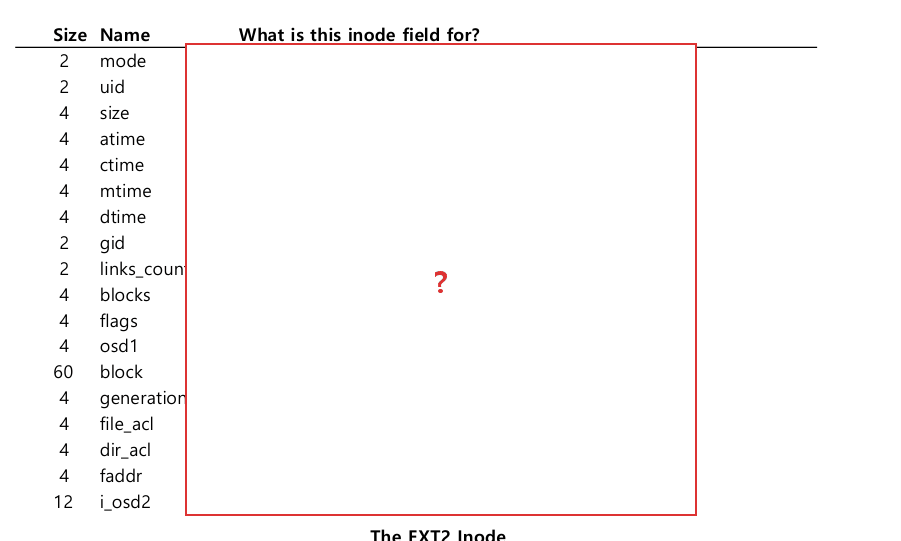 Size Name What is this inode field for?
2 mode
2 uid
4 size
4 atime
4 ctime
4 mtime
4 dtime
2 gid
2 links_count
4 blocks
4 flags
4 osd1
60 block
4 generation
4 file_acl
4 dir_acl
4 faddr
12 i_osd2
?
The EXT2 Inode